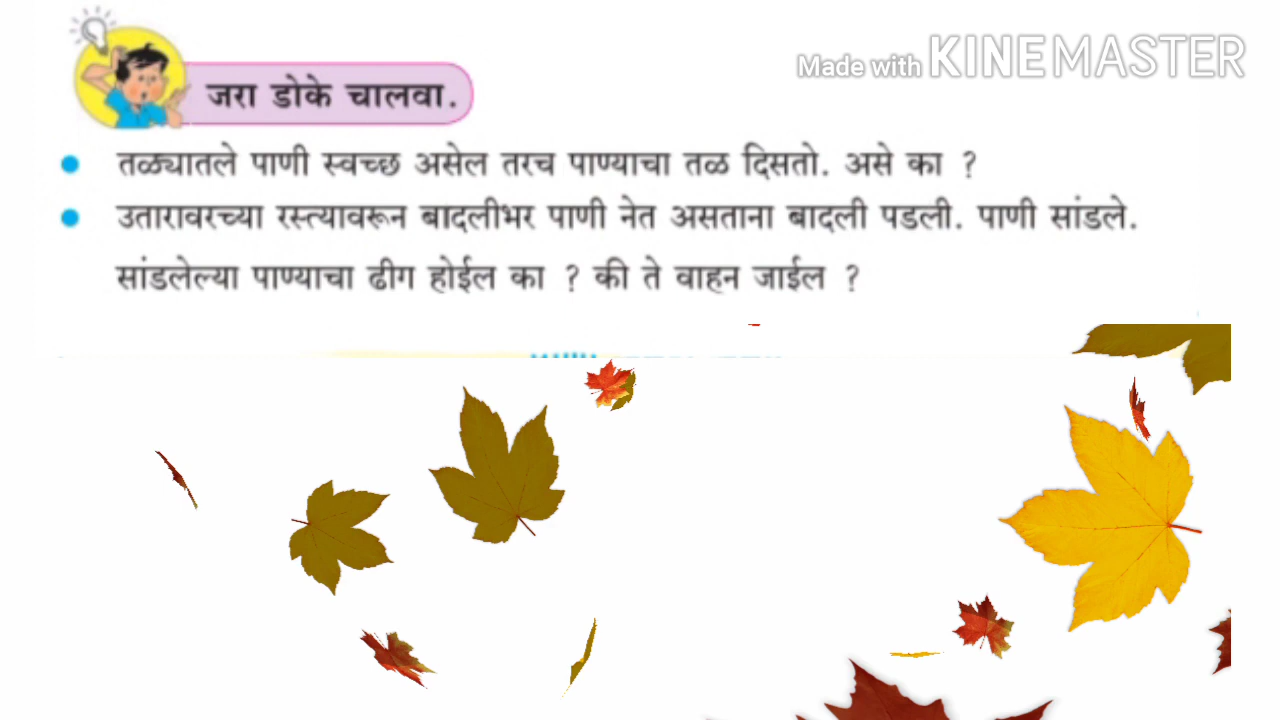 Made with KINEMASTER
जरा डोके चालवा.
● तळ्यातले पाणी स्वच्छ असेल तरच पाण्याचा तळ दिसतो. असे का ?
● उतारावरच्या रस्त्यावरून बादलीभर पाणी नेत असताना बादली पडली. पाणी सांडले.
सांडलेल्या पाण्याचा ढीग होईल का ? की ते वाहन जाईल ?